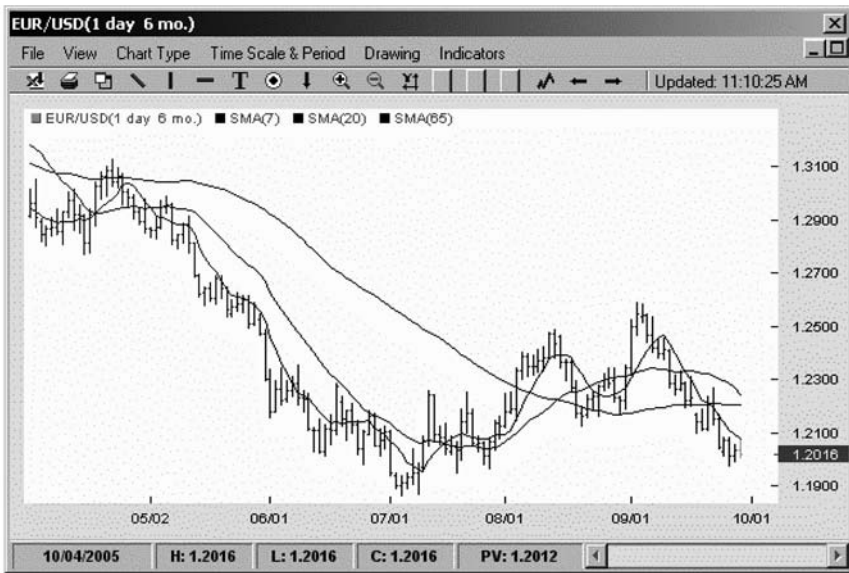 EUR/USD(1 day 6 mo.)
File View Chart Type Time Scale & Period Drawing Indicators
T Updated: 11:10:25 AM
EUR/USD(1 day 6 mo.) SMA(7) SMA(20) SMA(65)
1.3100
1.2900
1.2700
1.2500
1.2300
1.2100
1.2016
1.1900
05/02 06/01 07/01 08/01 09/01 10/01
10/04/2005 H: 1.2016 L: 1.2016 C: 1.2016 PV: 1.2012